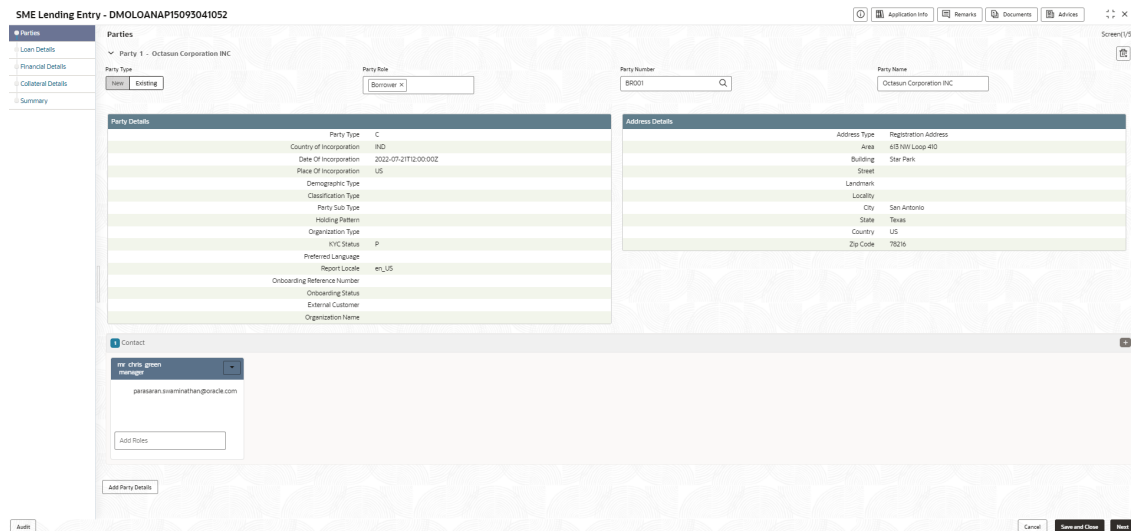 SME Lending Entry - DMOLOANAP15093041052
Application Info
Remarks
Documents
Advices
Parties
Loan Details
Financial Details
Collateral Details
Summary
Parties
Screen(1/5
Party 1 - Octasun Corporation INC
Party Type
New Existing
Party Role
Borrower ×
Party Number
BR001
Party Name
Octasun Corporation INC
Party Details
Party Type C
Country of Incorporation IND
Date Of Incorporation 2022-07-21T12:00:00Z
Place Of Incorporation US
Demographic Type
Classification Type
Party Sub Type
Holding Pattern
Organization Type
KYC Status P
Preferred Language
Report Locale en_US
Onboarding Reference Number
Onboarding Status
External Customer
Organization Name
Address Details
Address Type Registration Address
Area 613 NW Loop 410
Building Star Park
Street
Landmark
Locality
City San Antonio
State Texas
Country US
Zip Code 78216
1 Contact
mr chris green
manager
parasaran.swaminathan@oracle.com
Add Roles
Add Party Details
Audit
Cancel
Save and Close
Next